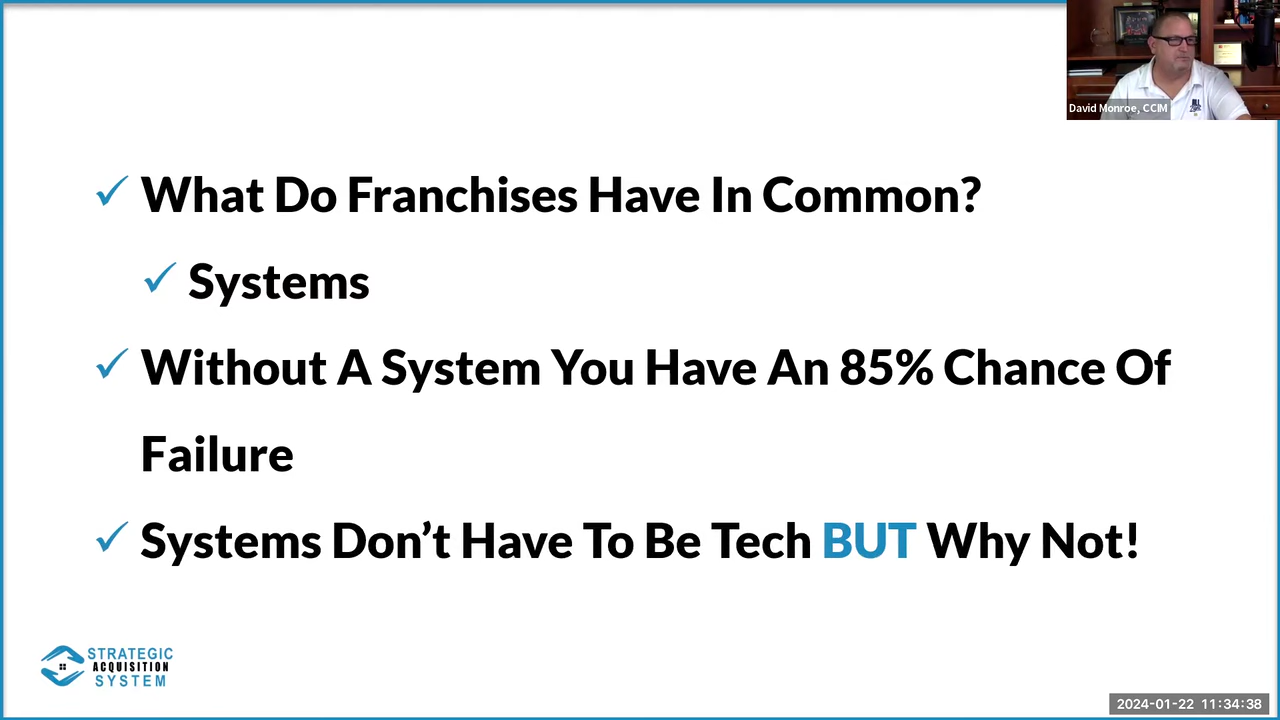 David Monroe, CCIM
What Do Franchises Have In Common?
Systems
Without A System You Have An 85% Chance Of
Failure
Systems Don’t Have To Be Tech BUT Why Not!
STRATEGIC
ACQUISITION
SYSTEM
2024-01-22 11:34:38